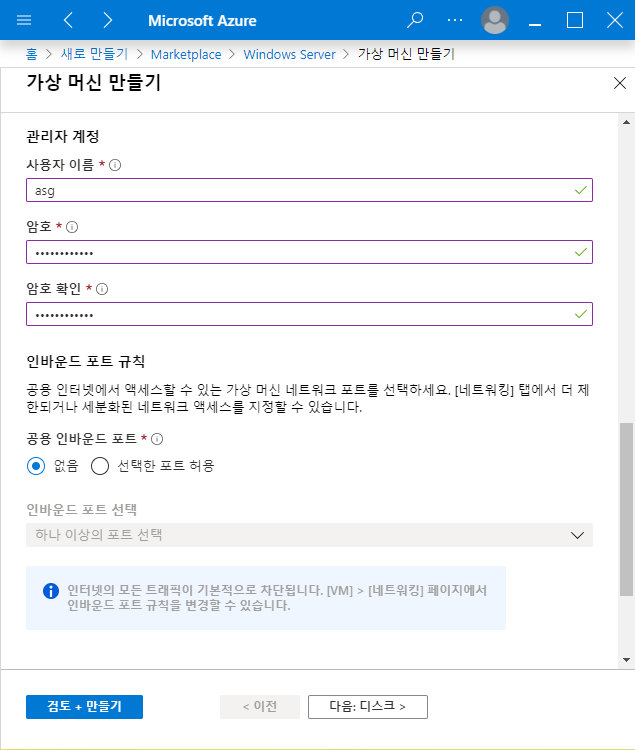 Microsoft Azure
홈 > 새로 만들기 > Marketplace > Windows Server > 가상 머신 만들기
가상 머신 만들기
관리자 계정
사용자 이름 *
asg
암호 *
••••••••••••
암호 확인 *
••••••••••••
인바운드 포트 규칙
공용 인터넷에서 액세스할 수 있는 가상 머신 네트워크 포트를 선택하세요. [네트워킹] 탭에서 더 제
한되거나 세분화된 네트워크 액세스를 지정할 수 있습니다.
공용 인바운드 포트 *
없음 선택한 포트 허용
인바운드 포트 선택
하나 이상의 포트 선택
인터넷의 모든 트래픽이 기본적으로 차단됩니다. [VM] > [네트워킹] 페이지에서
인바운드 포트 규칙을 변경할 수 있습니다.
검토 + 만들기 < 이전 다음: 디스크 >